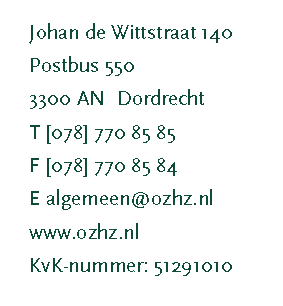 Johan de Wittstraat 140
Postbus 550
3300 AN  Dordrecht
T [078] 770 85 85
F [078] 770 85 84
E algemeen@ozhz.nl
www.ozhz.nl
KvK-nummer: 51291010